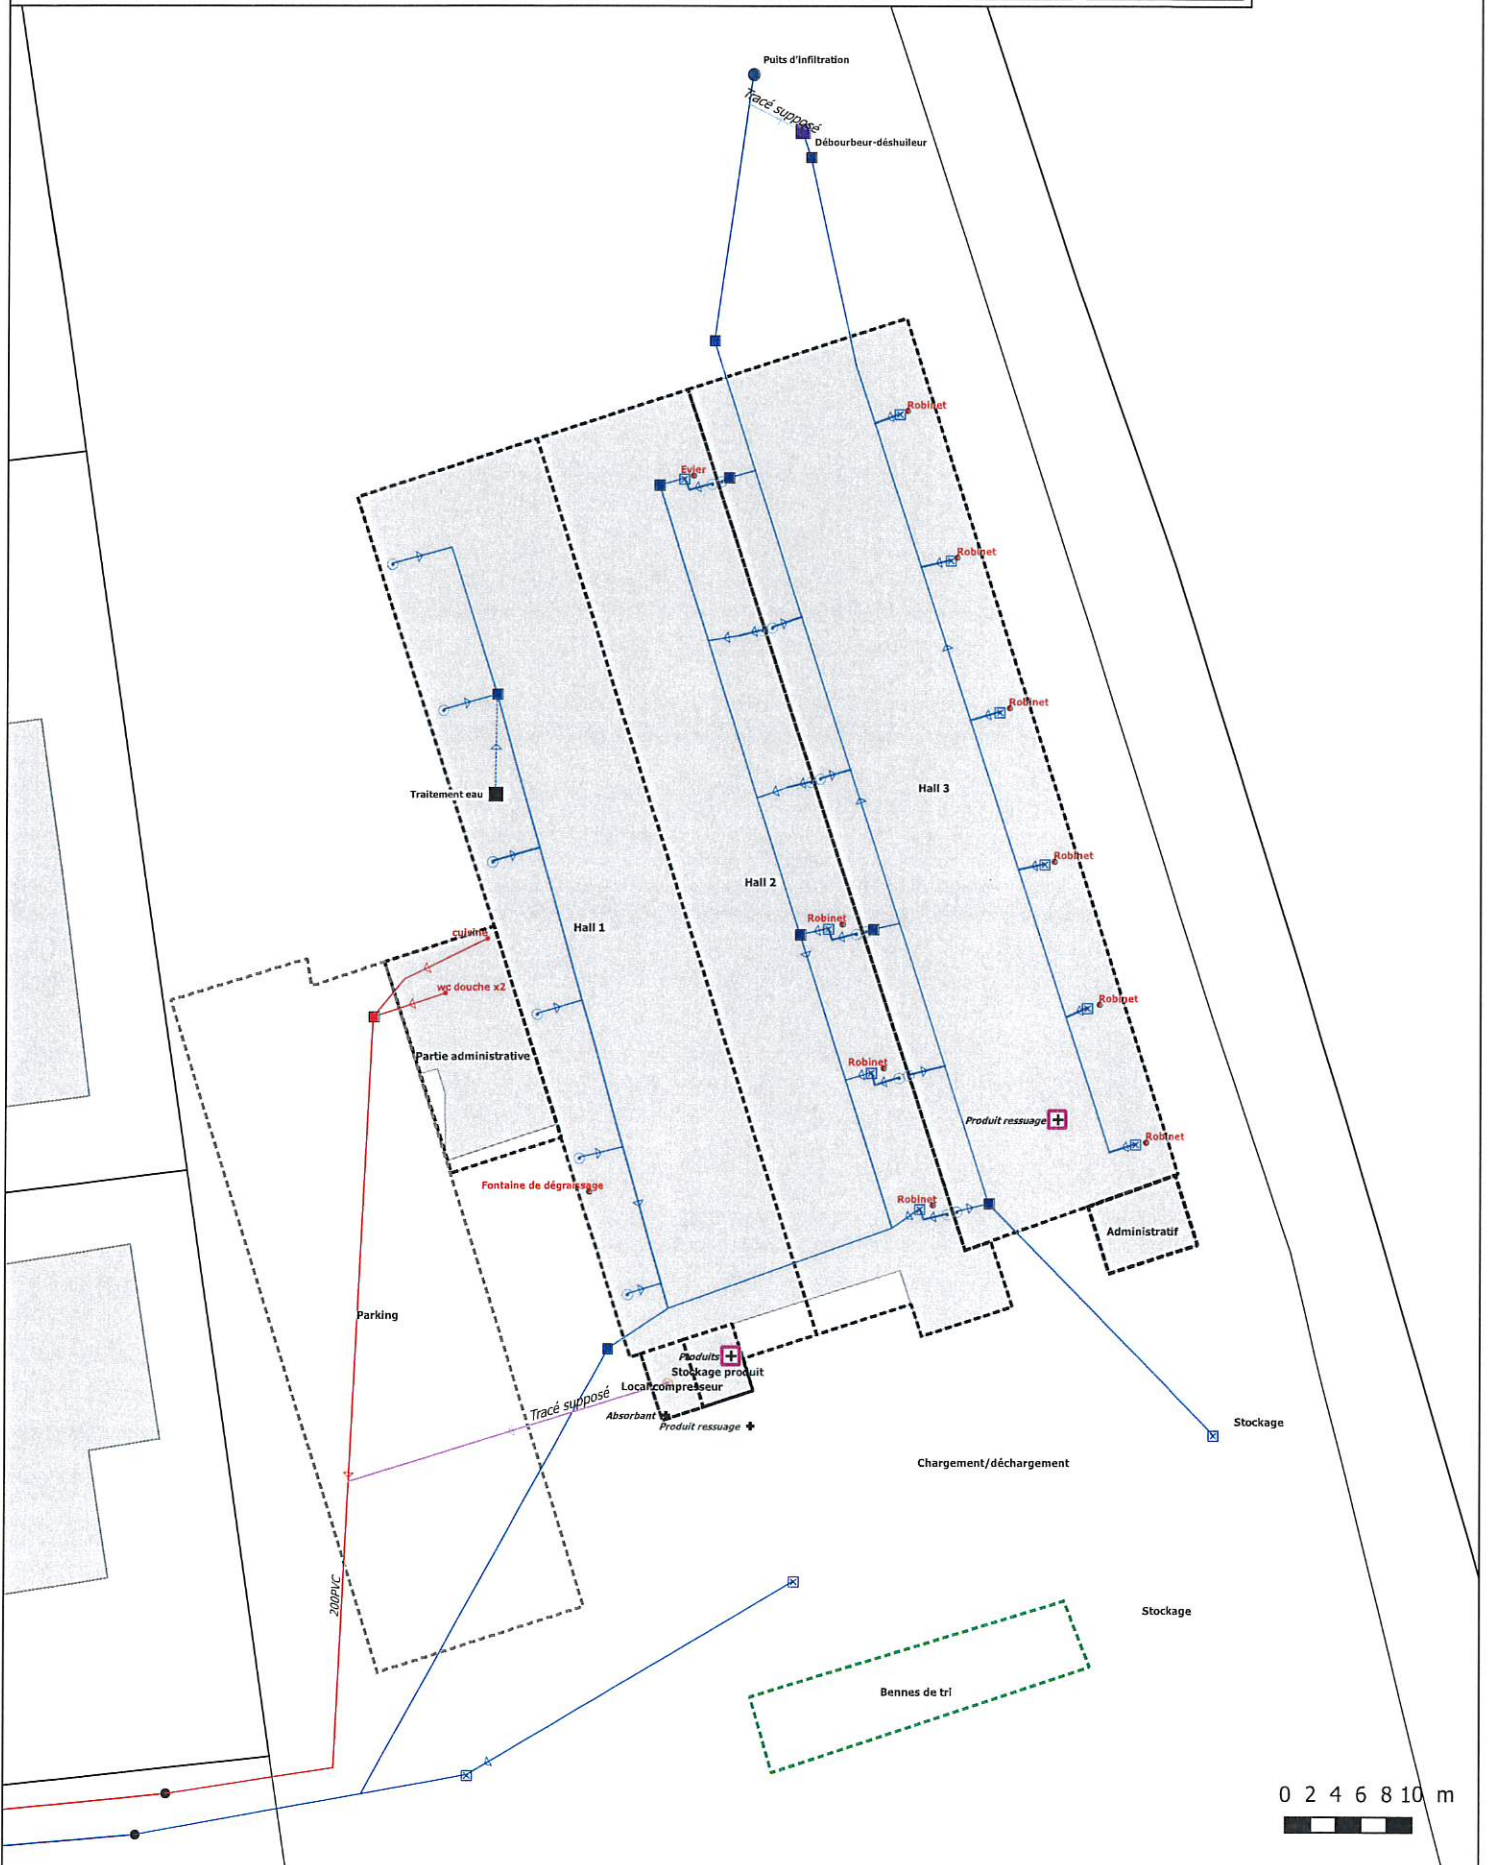 Puits d'infiltration
Tracé supposé
Débourbeur-déshuileur
Robinet
Evier
Robinet
Robinet
Traitement eau
Hall 3
Robinet
Hall 2
Robinet
Hall 1
cuisine
wc douche x2
Robinet
Partie administrative
Robinet
Produit ressuage
Robinet
Fontaine de dégraissage
Robinet
Administratif
Parking
Produits
Stockage produit
Local compresseur
Tracé supposé
Absorbant
Produit ressuage
Stockage
Chargement/déchargement
200PVC
Stockage
Bennes de tri
0 2 4 6 8 10 m